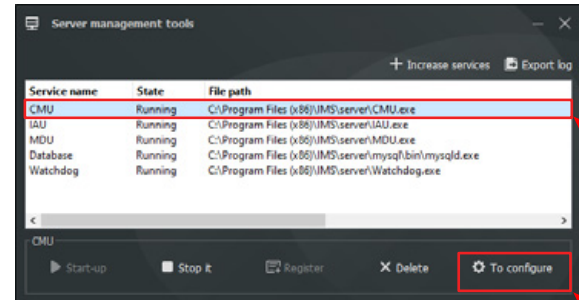 Server management tools
Increase services Export log
Service name State File path
CMU Running C:\Program Files (x86)\IMS\server\CMU.exe
IAU Running C:\Program Files (x86)\IMS\server\IAU.exe
MDU Running C:\Program Files (x86)\IMS\server\MDU.exe
Database Running C:\Program Files (x86)\IMS\server\mysql\bin\mysqld.exe
Watchdog Running C:\Program Files (x86)\IMS\server\Watchdog.exe
CMU
Start-up Stop it Register Delete To configure